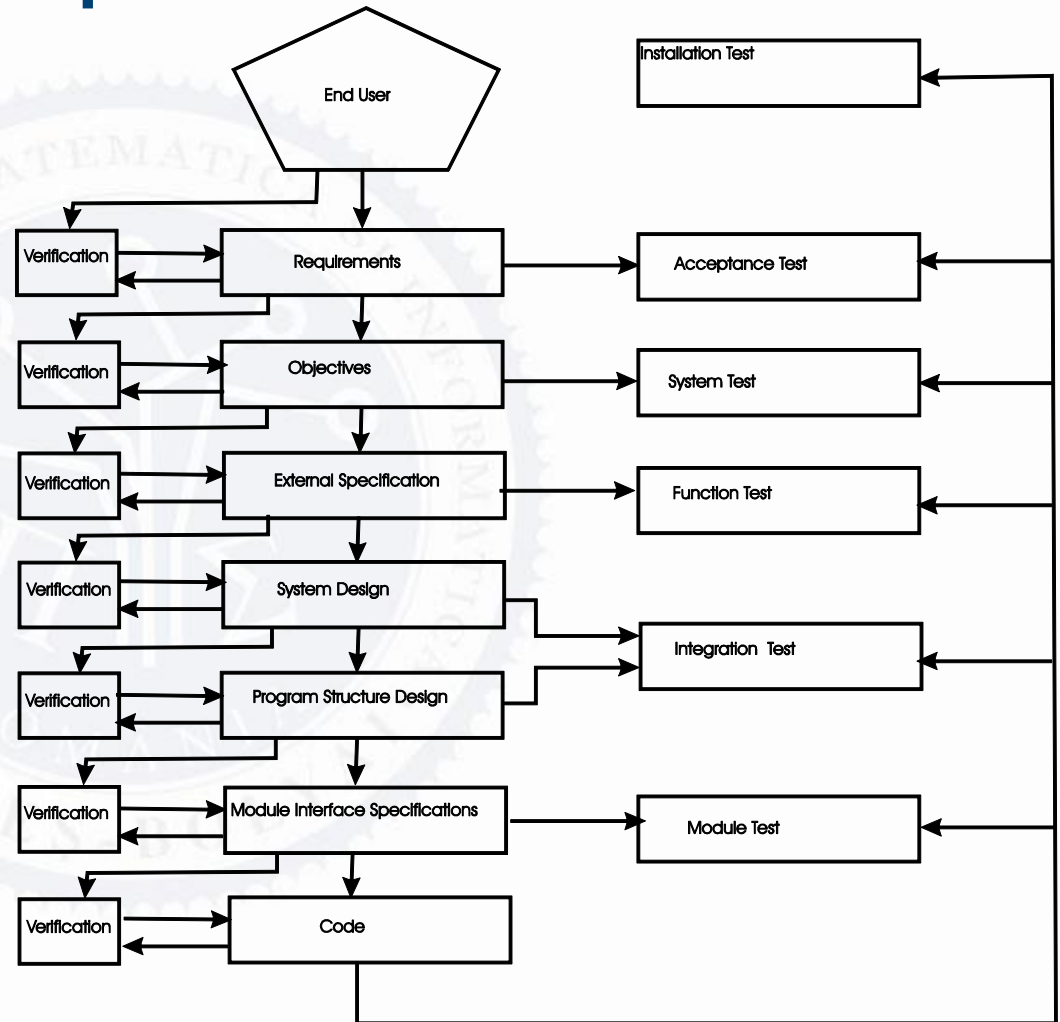 End User
Installation Test
Verification
Requirements
Acceptance Test
Verification
Objectives
System Test
Verification
External Specification
Function Test
Verification
System Design
Integration Test
Verification
Program Structure Design
Verification
Module Interface Specifications
Module Test
Verification
Code